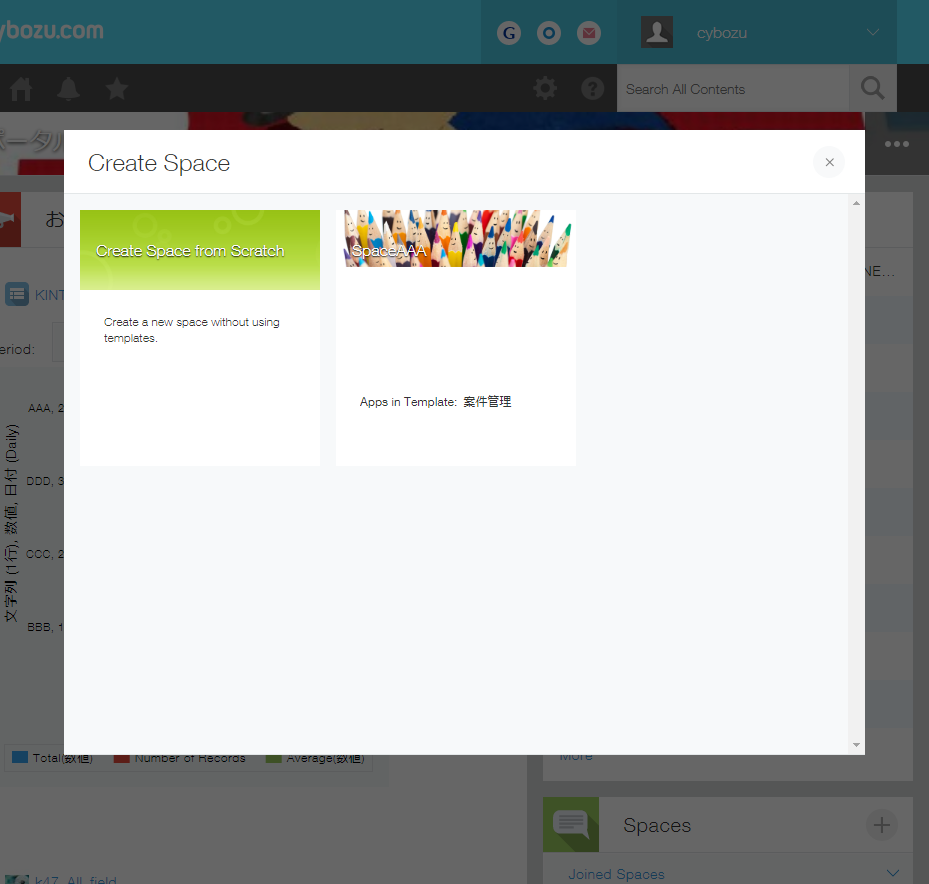 cybozu.com
G
cybozu
Search All Contents
ポータル
Create Space
お
Create Space from Scratch
SpaceAAA
NE...
KINT
Create a new space without using
templates.
eriod:
Apps in Template: 案件管理
AAA, 2
DDD, 3
CCC, 2
BBB, 1
文字列 (1行), 数値, 日付 (Daily)
Total(数値)
Number of Records
Average(数値)
More
Spaces
Joined Spaces
k47_All_field